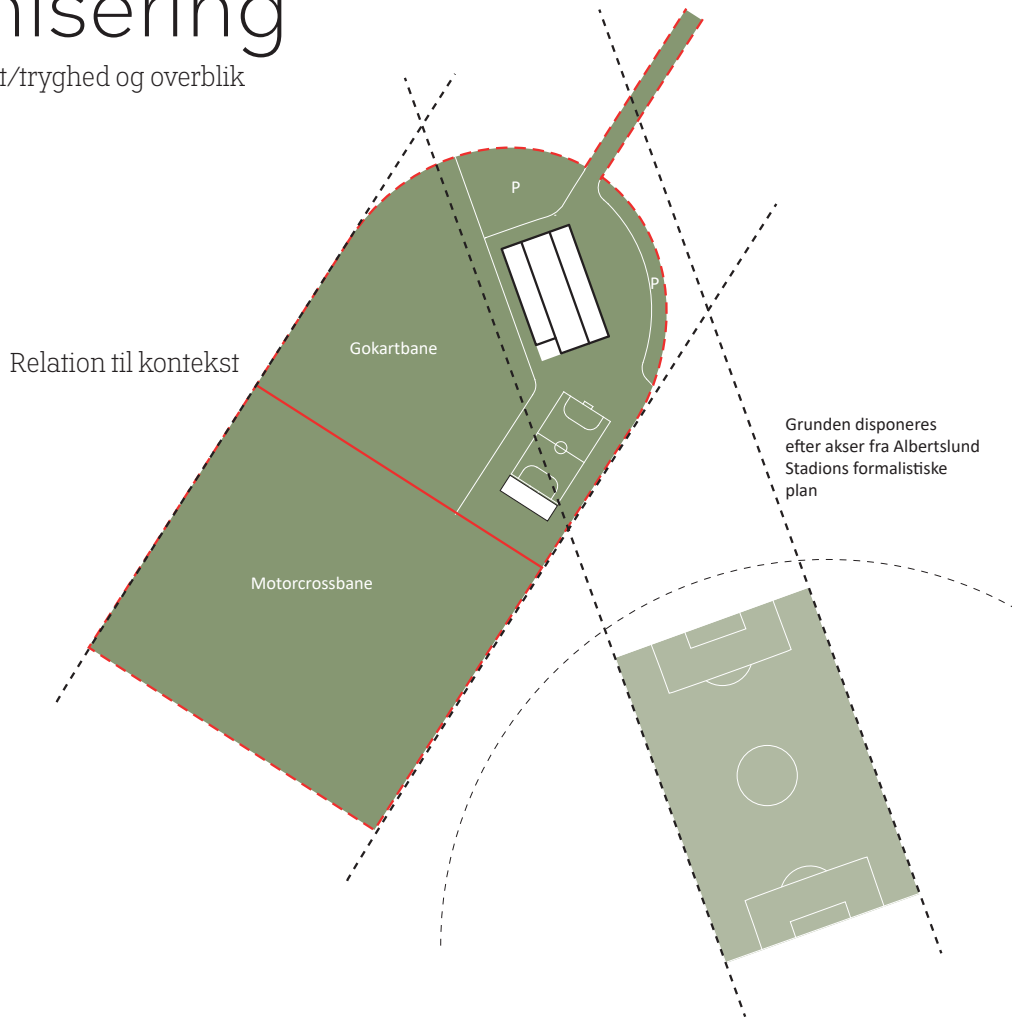 nisering
t/tryghed og overblik
P
P
Gokartbane
Relation til kontekst
Grunden disponeres
efter akser fra Albertslund
Stadions formalistiske
plan
Motorcrossbane